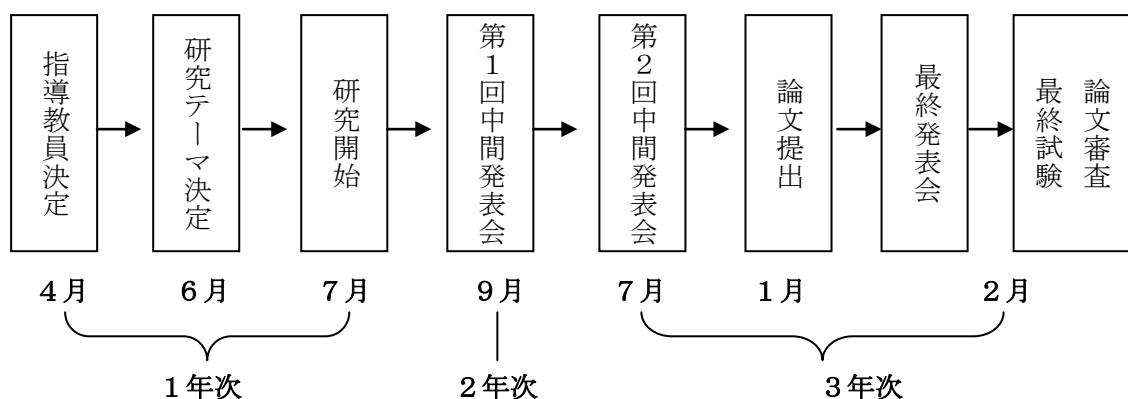 指導教員決定
研究テーマ決定
研究開始
第１回中間発表会
第２回中間発表会
論文提出
最終発表会
論文審査
最終試験
４月
６月
７月
９月
７月
１月
２月
１年次
２年次
３年次